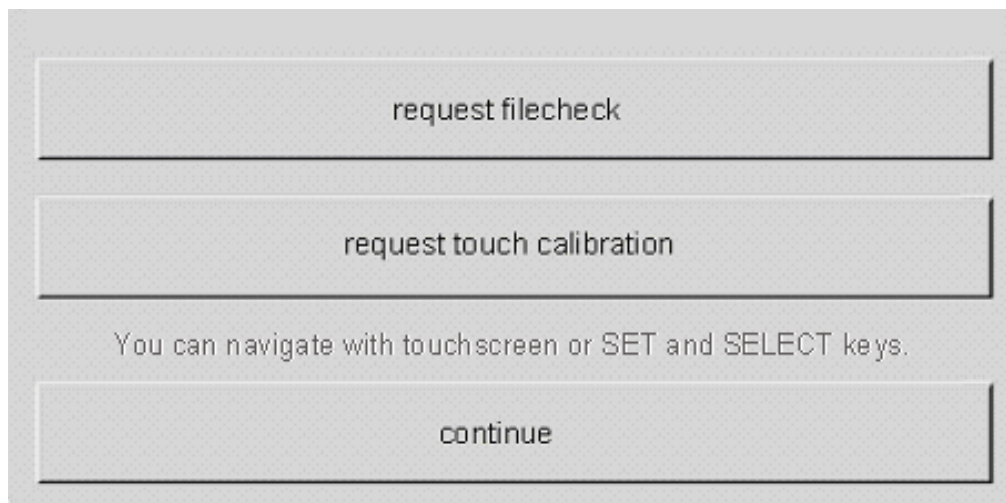 request filecheck
request touch calibration
You can navigate with touchscreen or SET and SELECT keys.
continue